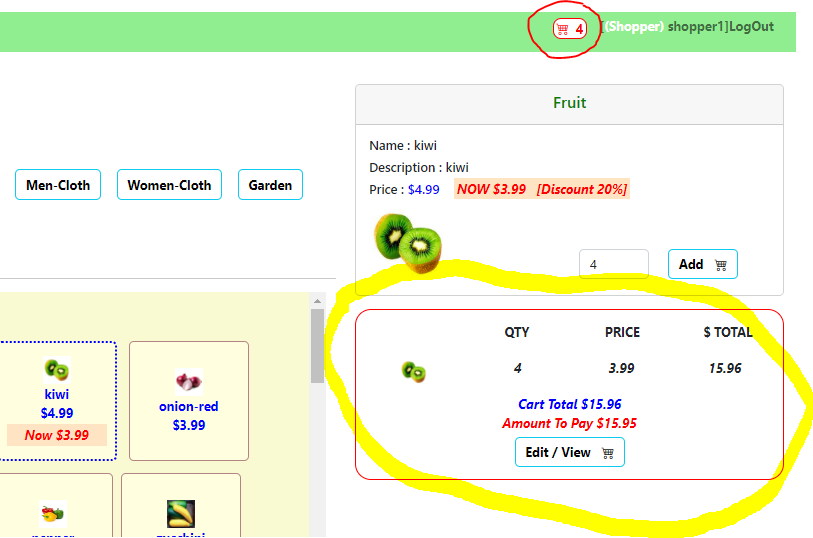 4 [(Shopper) shopper1]LogOut
Fruit
Name : kiwi
Description : kiwi
Price : $4.99 NOW $3.99 [Discount 20%]
4 Add
Men-Cloth Women-Cloth Garden
QTY PRICE $ TOTAL
4 3.99 15.96
Cart Total $15.96
Amount To Pay $15.95
Edit / View
kiwi
$4.99
Now $3.99
onion-red
$3.99